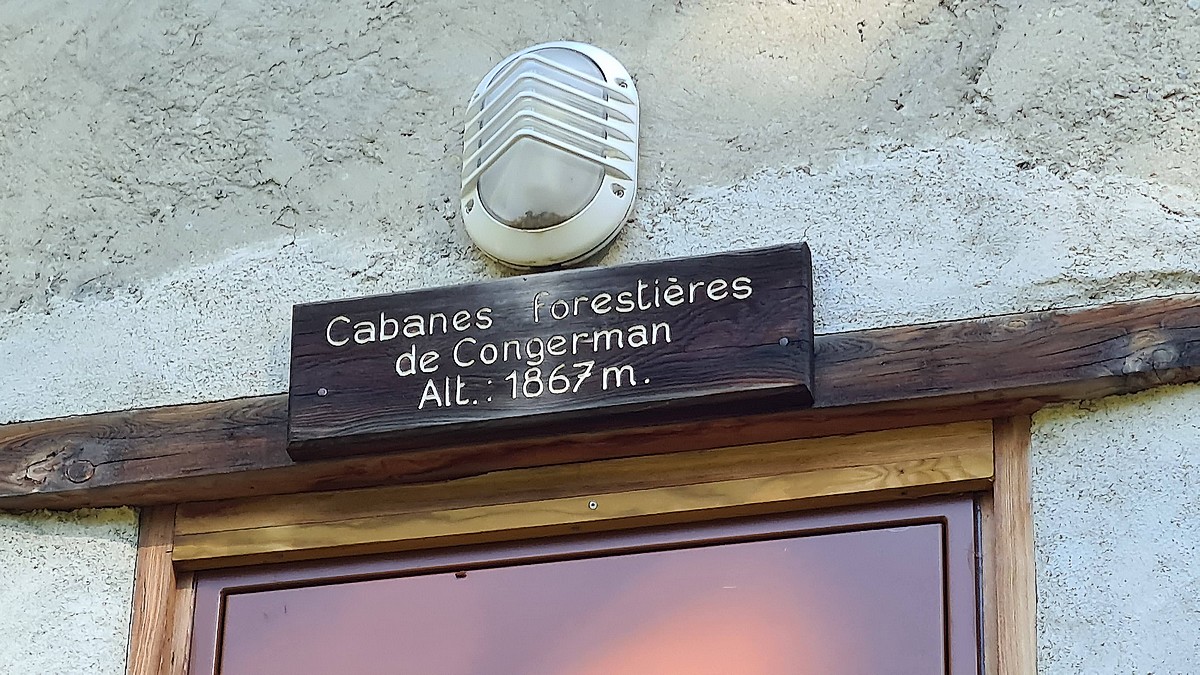 Cabanes forestières
de Congerman
Alt. : 1867 m.